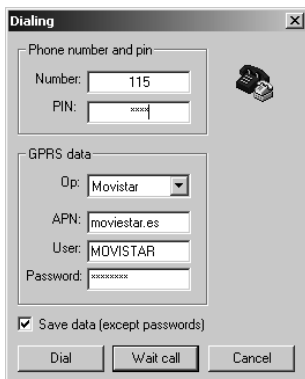 Dialing
Phone number and pin
Number: 115
PIN: ****
GPRS data
Op: Movistar
APN: moviestar.es
User: MOVISTAR
Password: ********
Save data (except passwords)
Dial Wait call Cancel